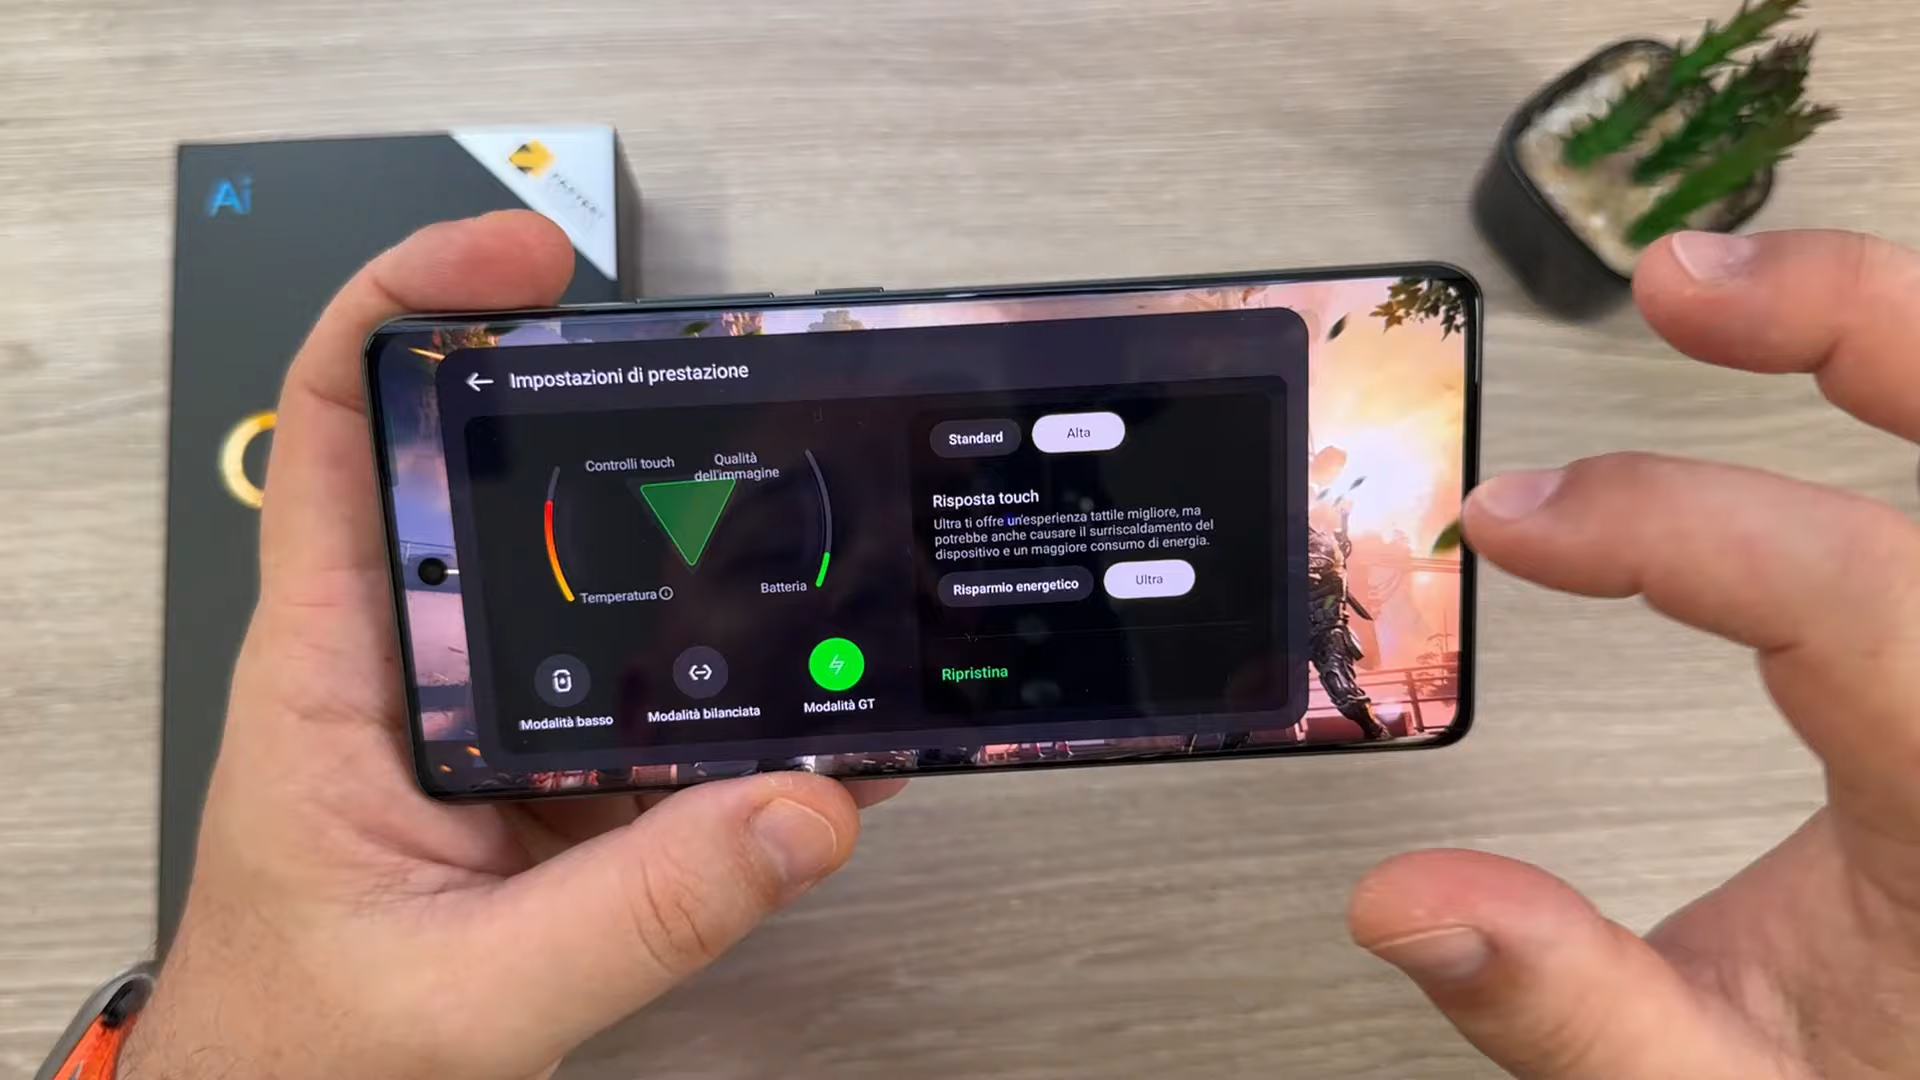 Ai
Impostazioni di prestazione
Controlli touch
Qualità
dell'immagine
Temperatura
Batteria
Modalità basso
Modalità bilanciata
Modalità GT
Standard
Alta
Risposta touch
Ultra ti offre un'esperienza tattile migliore, ma
potrebbe anche causare il surriscaldamento del
dispositivo e un maggiore consumo di energia.
Risparmio energetico
Ultra
Ripristina